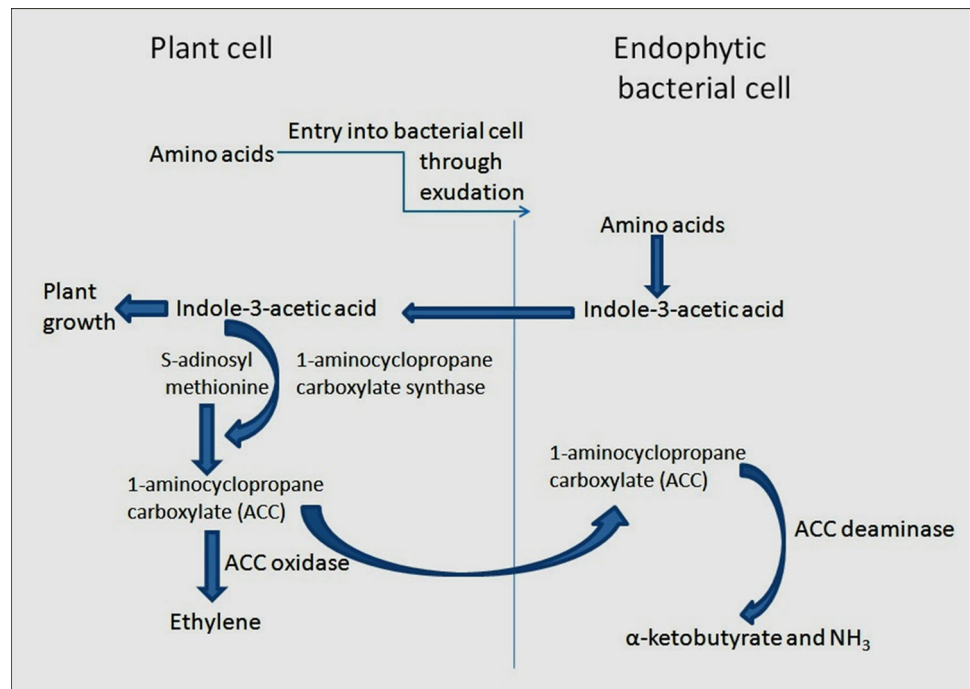 Plant cell
Endophytic
bacterial cell
Entry into bacterial cell
Amino acids
through
exudation
Amino acids
Plant
growth
Indole-3-acetic acid
Indole-3-acetic acid
S-adinosyl
methionine
1-aminocyclopropane
carboxylate synthase
1-aminocyclopropane
carboxylate (ACC)
1-aminocyclopropane
carboxylate (ACC)
ACC deaminase
ACC oxidase
Ethylene
α-ketobutyrate and NH₃